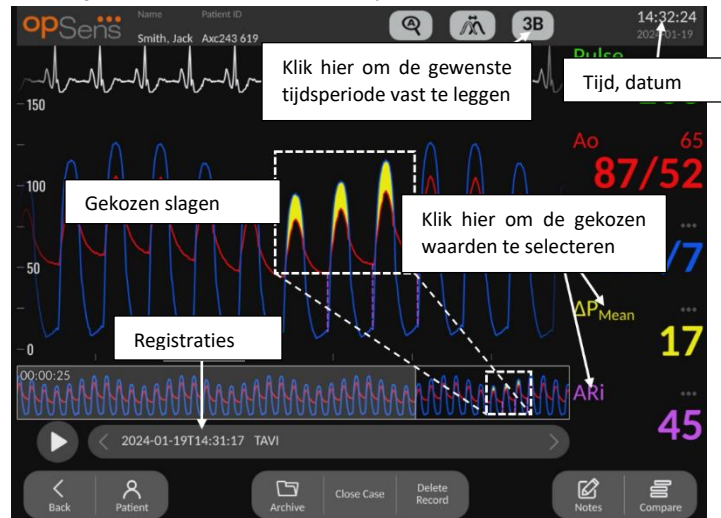 opSens
Name
Patient ID
Smith, Jack
Axc243 619
3B
14:32:24
2024-01-19
Klik hier om de gewenste
tijdsperiode vast te leggen
Tijd, datum
Pulse
150
Ao
65
87/52
100
Gekozen slagen
Klik hier om de gekozen
waarden te selecteren
/7
50
ΔPMean
17
Registraties
0
00:00:25
ARi
45
2024-01-19T14:31:17 TAVI
Back
Patient
Archive
Close Case
Delete
Record
Notes
Compare